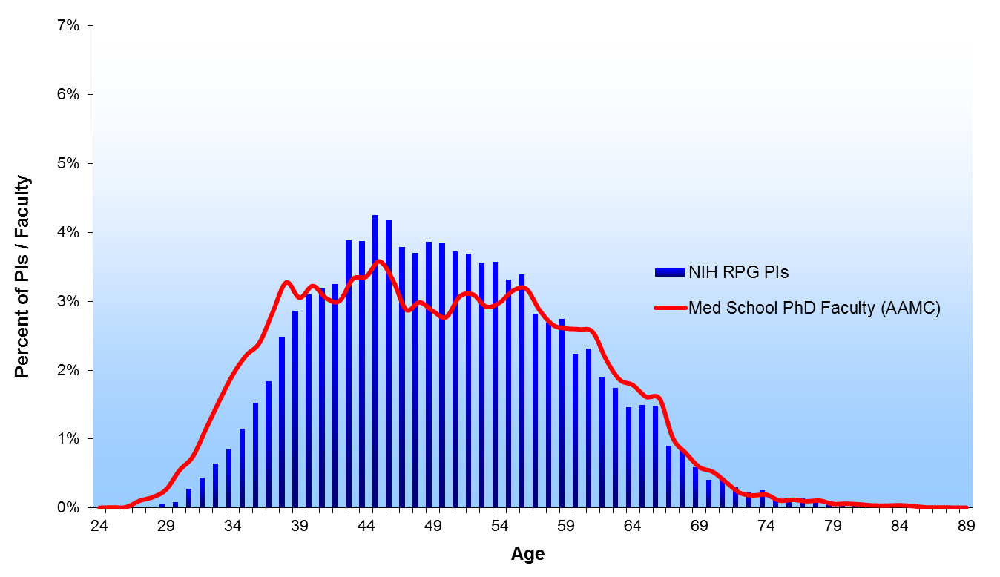 7%
6%
5%
4%
3%
2%
1%
0%
Percent of PIs / Faculty
NIH RPG PIs
Med School PhD Faculty (AAMC)
24 29 34 39 44 49 54 59 64 69 74 79 84 89
Age